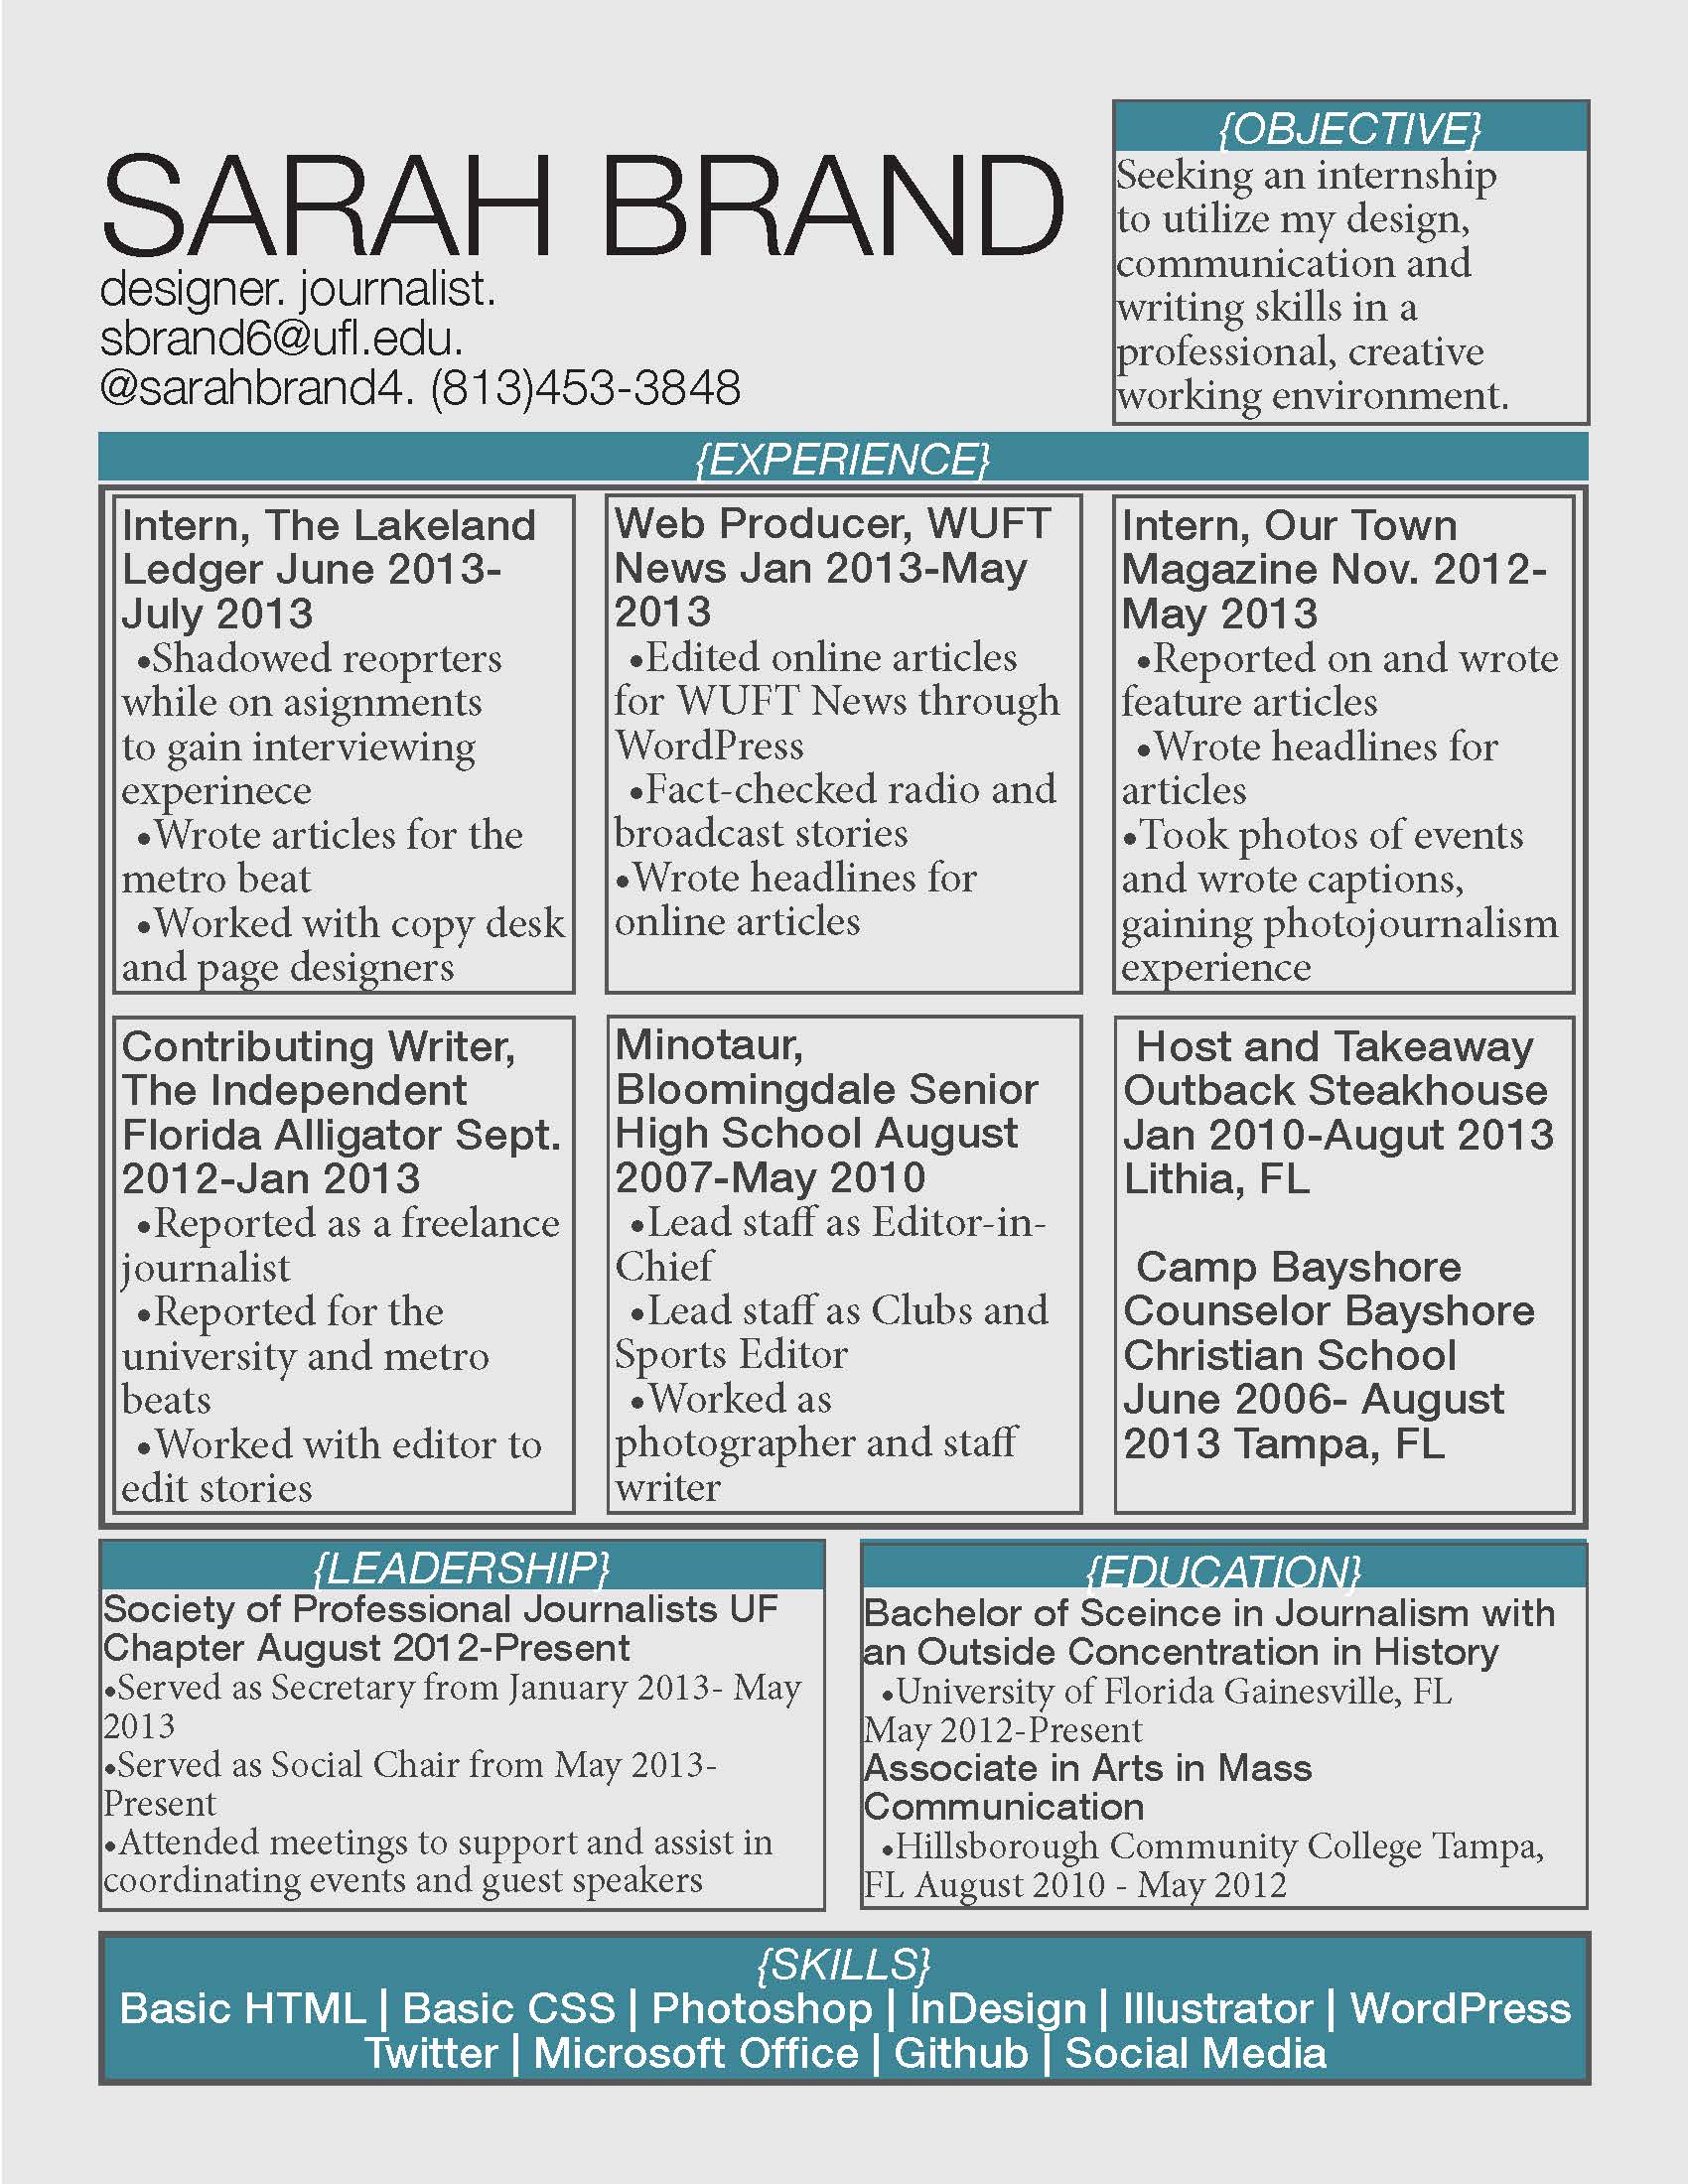 SARAH BRAND
designer. journalist.
sbrand6@ufl.edu.
@sarahbrand4. (813)453-3848
{OBJECTIVE}
Seeking an internship
to utilize my design,
communication and
writing skills in a
professional, creative
working environment.
{EXPERIENCE}
Intern, The Lakeland
Ledger June 2013-
July 2013
•Shadowed reoprters
while on asignments
to gain interviewing
experinece
•Wrote articles for the
metro beat
•Worked with copy desk
and page designers
Web Producer, WUFT
News Jan 2013-May
2013
•Edited online articles
for WUFT News through
WordPress
•Fact-checked radio and
broadcast stories
•Wrote headlines for
online articles
Intern, Our Town
Magazine Nov. 2012-
May 2013
•Reported on and wrote
feature articles
•Wrote headlines for
articles
•Took photos of events
and wrote captions,
gaining photojournalism
experience
Contributing Writer,
The Independent
Florida Alligator Sept.
2012-Jan 2013
•Reported as a freelance
journalist
•Reported for the
university and metro
beats
•Worked with editor to
edit stories
Minotaur,
Bloomingdale Senior
High School August
2007-May 2010
•Lead staff as Editor-in-
Chief
•Lead staff as Clubs and
Sports Editor
•Worked as
photographer and staff
writer
Host and Takeaway
Outback Steakhouse
Jan 2010-Augut 2013
Lithia, FL
Camp Bayshore
Counselor Bayshore
Christian School
June 2006- August
2013 Tampa, FL
{LEADERSHIP}
Society of Professional Journalists UF
Chapter August 2012-Present
•Served as Secretary from January 2013- May
2013
•Served as Social Chair from May 2013-
Present
•Attended meetings to support and assist in
coordinating events and guest speakers
{EDUCATION}
Bachelor of Sceince in Journalism with
an Outside Concentration in History
•University of Florida Gainesville, FL
May 2012-Present
Associate in Arts in Mass
Communication
•Hillsborough Community College Tampa,
FL August 2010 - May 2012
{SKILLS}
Basic HTML | Basic CSS | Photoshop | InDesign | Illustrator | WordPress
Twitter | Microsoft Office | Github | Social Media